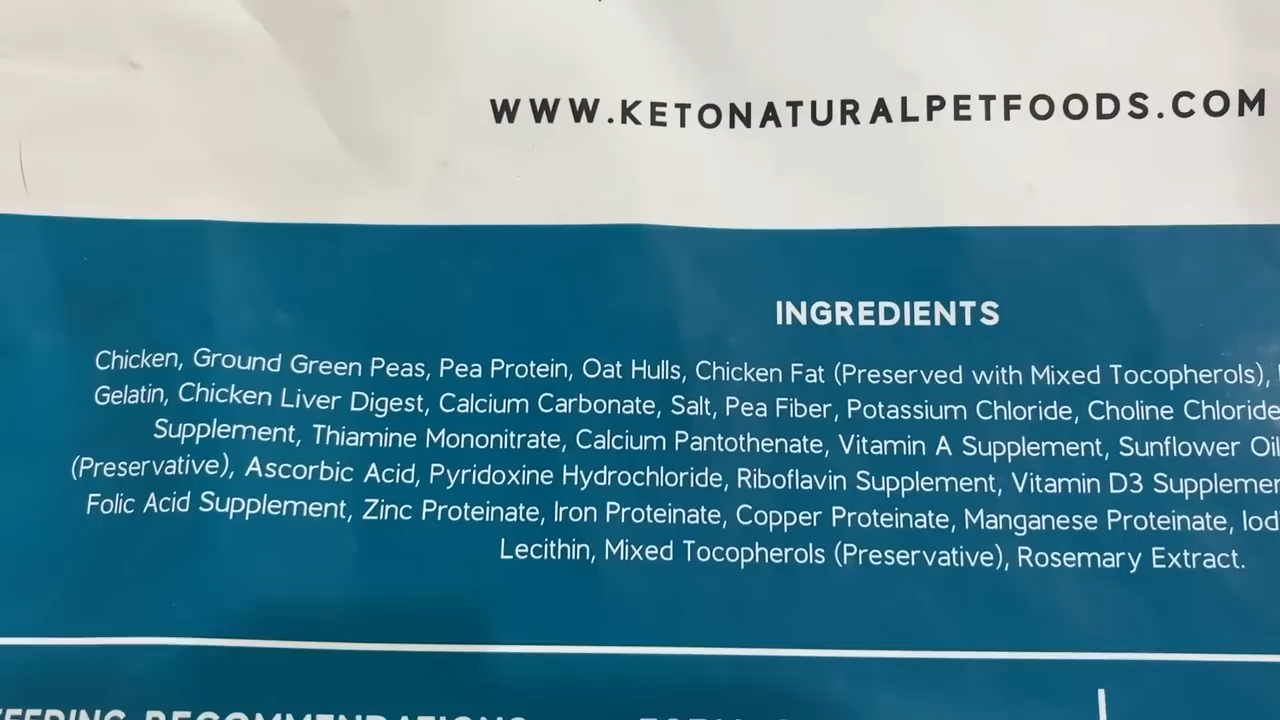 WWW.KETONATURALPETFOODS.COM
INGREDIENTS
Chicken, Ground Green Peas, Pea Protein, Oat Hulls, Chicken Fat (Preserved with Mixed Tocopherols),
Gelatin, Chicken Liver Digest, Calcium Carbonate, Salt, Pea Fiber, Potassium Chloride, Choline Chloride
Supplement, Thiamine Mononitrate, Calcium Pantothenate, Vitamin A Supplement, Sunflower Oil
(Preservative), Ascorbic Acid, Pyridoxine Hydrochloride, Riboflavin Supplement, Vitamin D3
Folic Acid Supplement, Zinc Proteinate, Iron Proteinate, Copper Proteinate, Manganese Proteinate,
Lecithin, Mixed Tocopherols (Preservative), Rosemary Extract.
FEEDING RECOMMENDATIONS